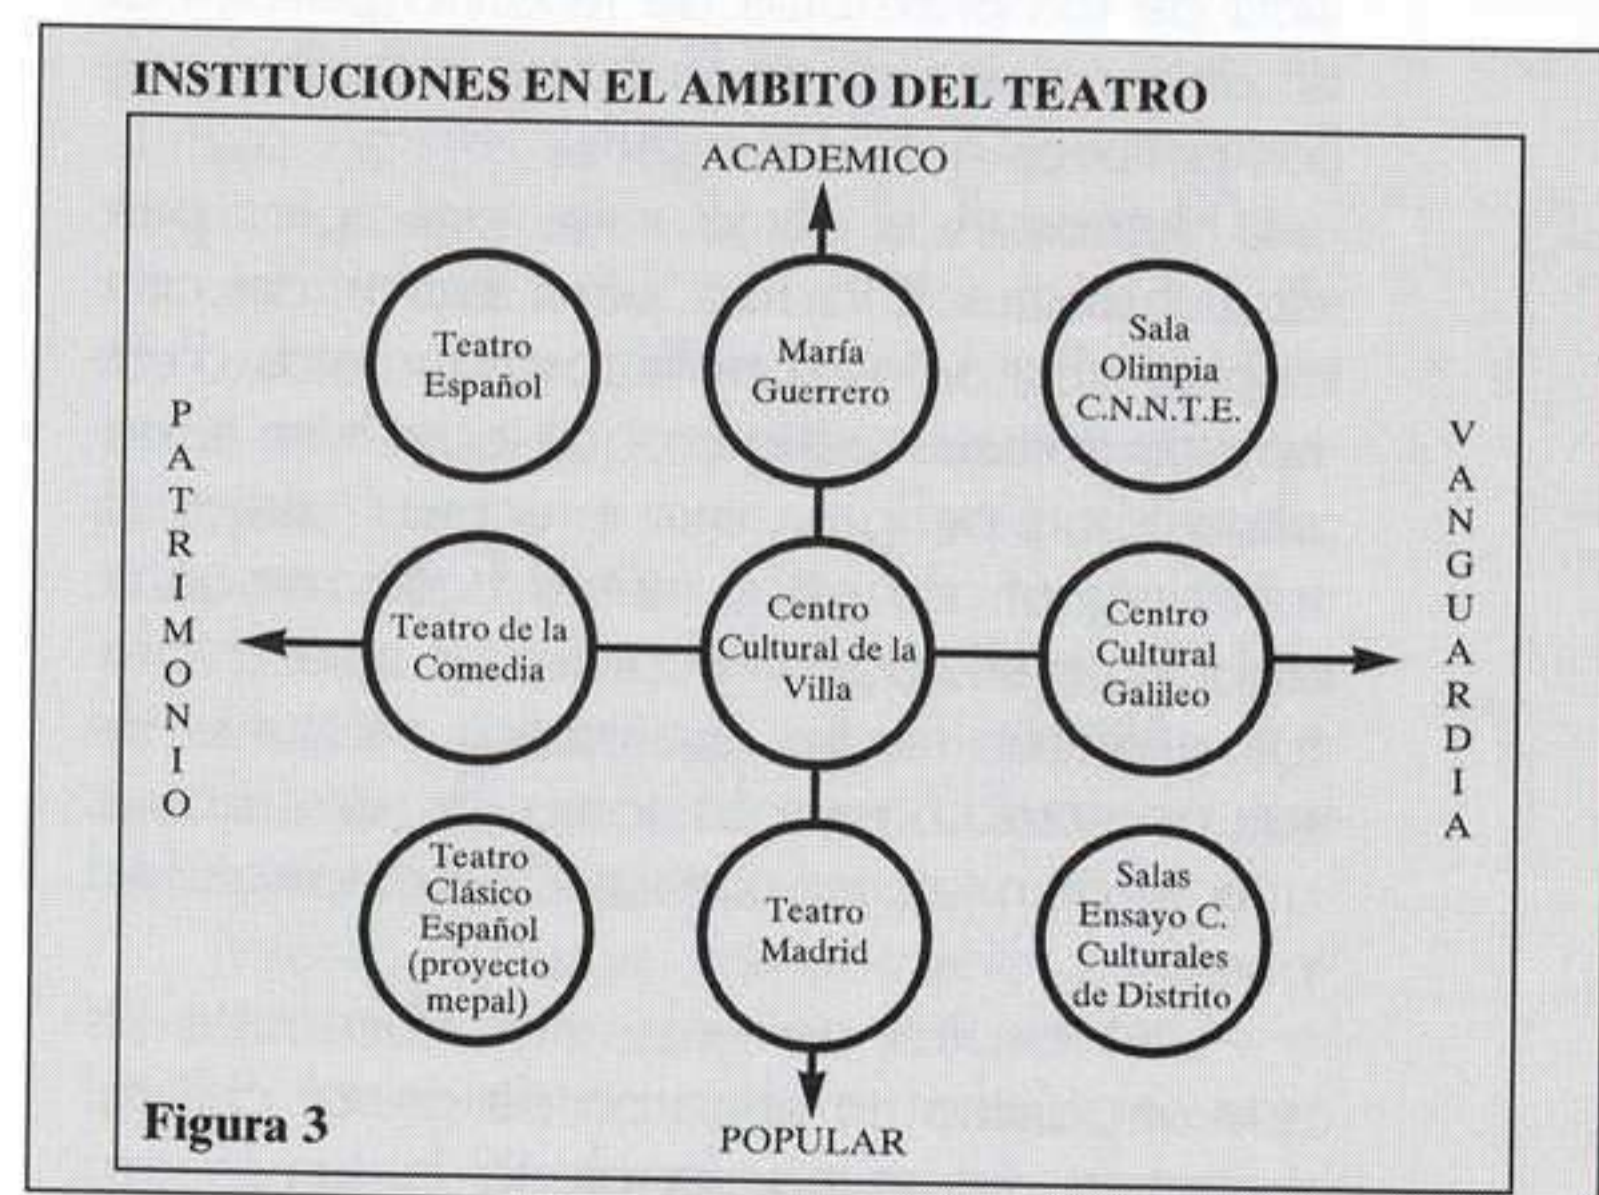 INSTITUCIONES EN EL AMBITO DEL TEATRO
ACADEMICO
PATRIMONIO
Teatro
Español
María
Guerrero
Sala
Olimpia
C.N.N.T.E.
Teatro de la
Comedia
Centro
Cultural de la
Villa
Centro
Cultural
Galileo
VANGUARDIA
Teatro
Clásico
Español
(proyecto
mepal)
Teatro
Madrid
Salas
Ensayo C.
Culturales
de Distrito
POPULAR
Figura 3